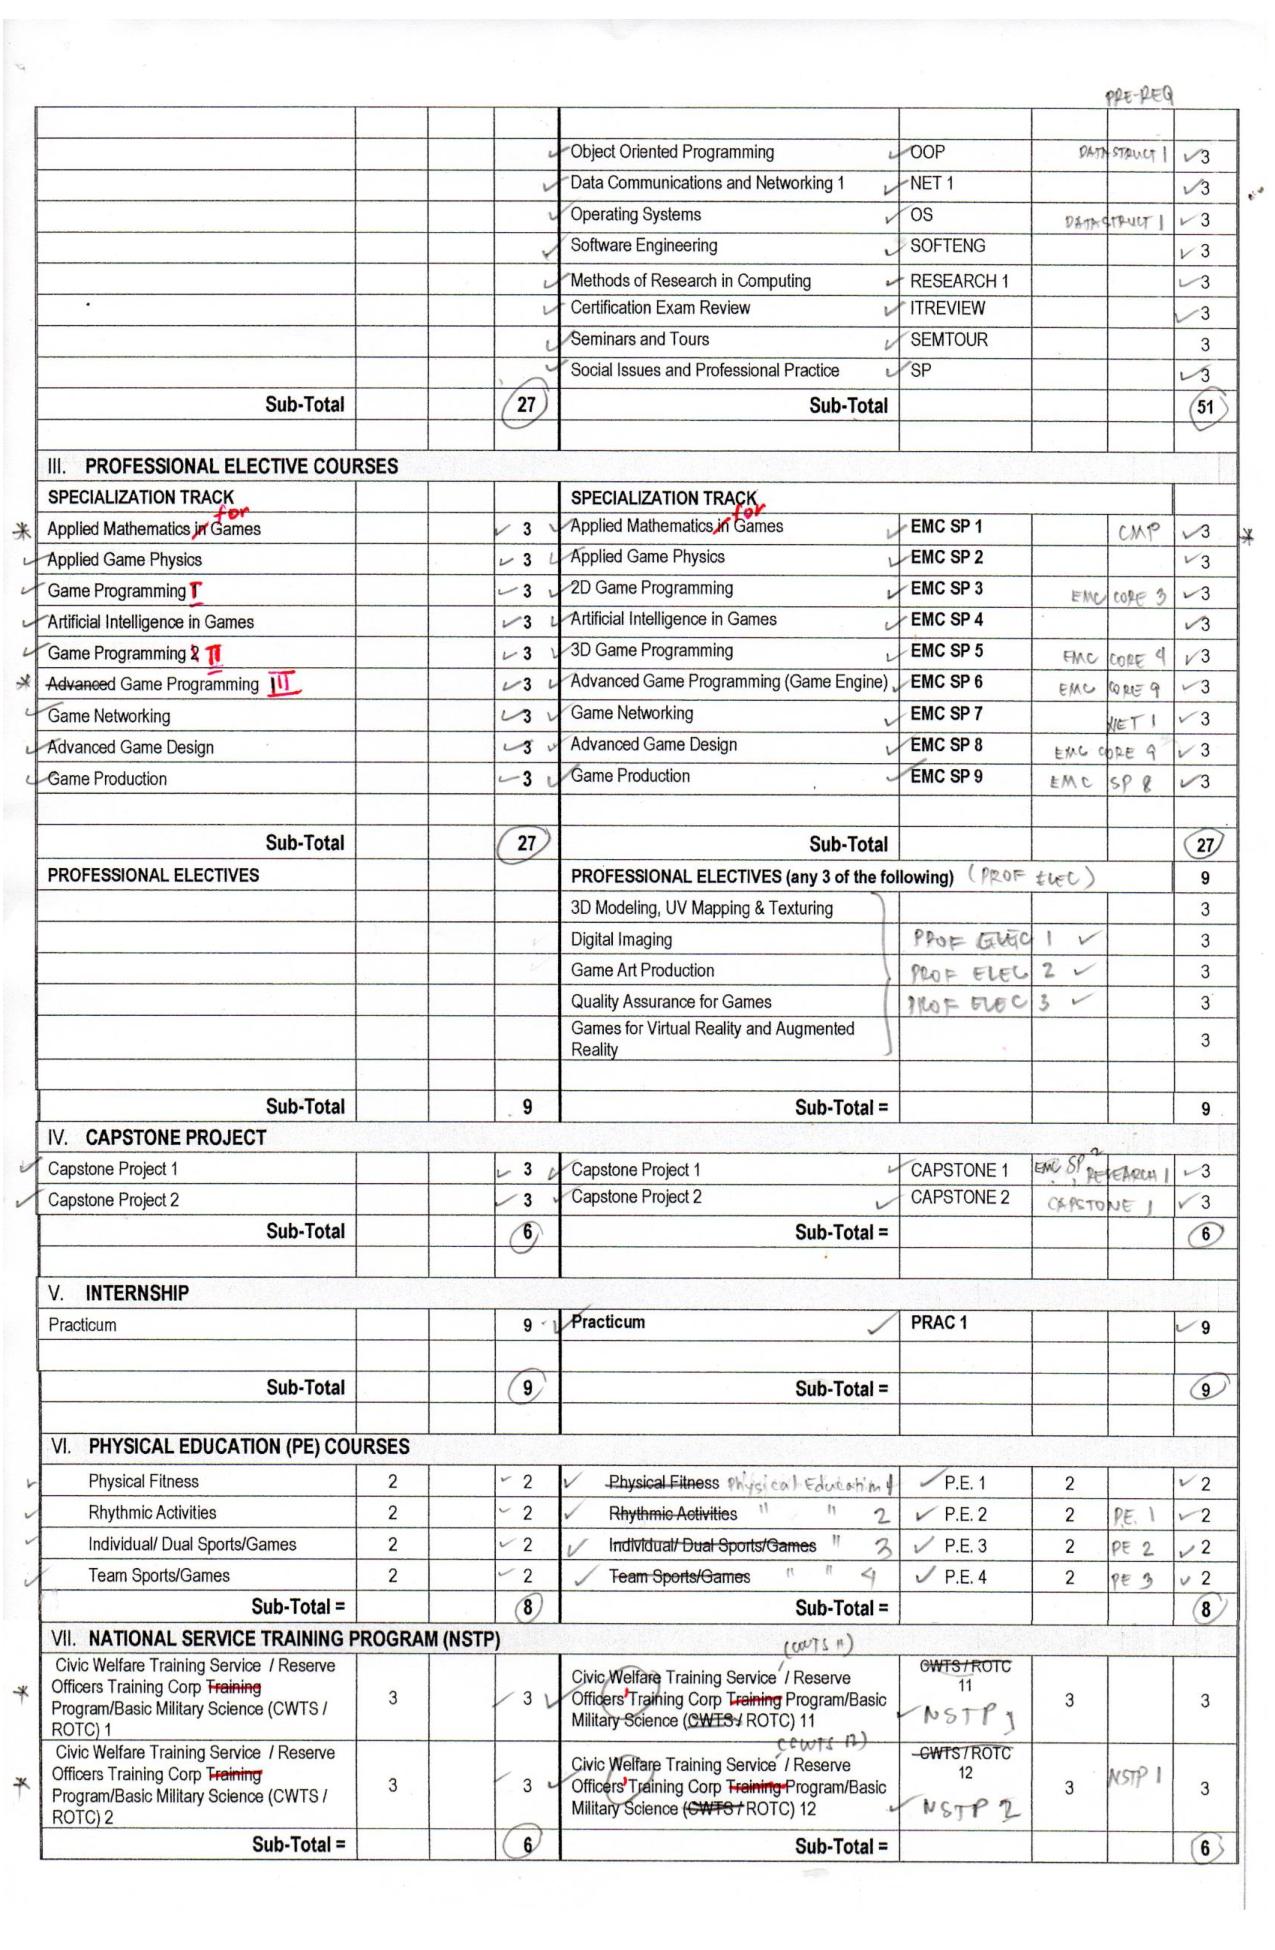 PRE-REQ
Object Oriented Programming OOP DATA STRUCT 1 3
Data Communications and Networking 1 NET 1 3
Operating Systems OS DATA STRUCT 1 3
Software Engineering SOFTENG 3
Methods of Research in Computing RESEARCH 1 3
Certification Exam Review ITREVIEW 3
Seminars and Tours SEMTOUR 3
Social Issues and Professional Practice SP 3
Sub-Total 27 Sub-Total 51
III. PROFESSIONAL ELECTIVE COURSES
SPECIALIZATION TRACK SPECIALIZATION TRACK
for for
Applied Mathematics in Games 3 Applied Mathematics in Games EMC SP 1 CMP 3
Applied Game Physics 3 Applied Game Physics EMC SP 2 3
Game Programming I 3 2D Game Programming EMC SP 3 EMC CORE 3 3
Artificial Intelligence in Games 3 Artificial Intelligence in Games EMC SP 4 3
Game Programming 2 II 3 3D Game Programming EMC SP 5 EMC CORE 9 3
Advanced Game Programming III 3 Advanced Game Programming (Game Engine) EMC SP 6 EMC CORE 9 3
Game Networking 3 Game Networking EMC SP 7 NET 1 3
Advanced Game Design 3 Advanced Game Design EMC SP 8 EMC CORE 9 3
Game Production 3 Game Production EMC SP 9 EMC SP 8 3
Sub-Total 27 Sub-Total 27
PROFESSIONAL ELECTIVES PROFESSIONAL ELECTIVES (any 3 of the following) (PROF ELEC) 9
3D Modeling, UV Mapping & Texturing 3
Digital Imaging PROF ELEC 1 3
Game Art Production PROF ELEC 2 3
Quality Assurance for Games PROF ELEC 3 3
Games for Virtual Reality and Augmented
Reality 3
Sub-Total 9 Sub-Total = 9
IV. CAPSTONE PROJECT
Capstone Project 1 3 Capstone Project 1 CAPSTONE 1 EMC SP 2, RESEARCH 1 3
Capstone Project 2 3 Capstone Project 2 CAPSTONE 2 CAPSTONE 1 3
Sub-Total 6 Sub-Total = 6
V. INTERNSHIP
Practicum 9 Practicum PRAC 1 9
Sub-Total 9 Sub-Total = 9
VI. PHYSICAL EDUCATION (PE) COURSES
Physical Fitness 2 2 Physical Fitness Physical Education 1 P.E. 1 2 2
Rhythmic Activities 2 2 Rhythmic Activities " " 2 P.E. 2 2 P.E. 1 2
Individual/ Dual Sports/Games 2 2 Individual/ Dual Sports/Games " 3 P.E. 3 2 PE 2 2
Team Sports/Games 2 2 Team Sports/Games " " 4 P.E. 4 2 PE 3 2
Sub-Total = 8 Sub-Total = 8
VII. NATIONAL SERVICE TRAINING PROGRAM (NSTP)
(CWTS 11)
Civic Welfare Training Service / Reserve
Officers Training Corp Training
Program/Basic Military Science (CWTS /
ROTC) 1
3 3
Civic Welfare Training Service / Reserve
Officers' Training Corp Training Program/Basic
Military Science (CWTS / ROTC) 11
CWTS / ROTC
11
NSTP 1
3 3
Civic Welfare Training Service / Reserve
Officers Training Corp Training
Program/Basic Military Science (CWTS /
ROTC) 2
3 3
(CWTS 12)
Civic Welfare Training Service / Reserve
Officers' Training Corp Training Program/Basic
Military Science (CWTS / ROTC) 12
CWTS / ROTC
12
NSTP 2
3 NSTP 1 3
Sub-Total = 6 Sub-Total = 6